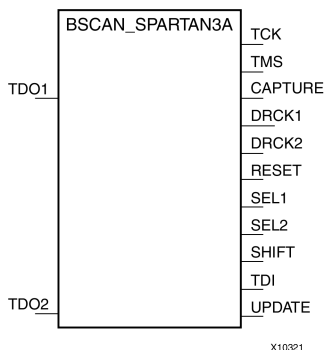 BSCAN_SPARTAN3A
TCK
TMS
TDO1
CAPTURE
DRCK1
DRCK2
RESET
SEL1
SEL2
SHIFT
TDI
TDO2
UPDATE
X10321